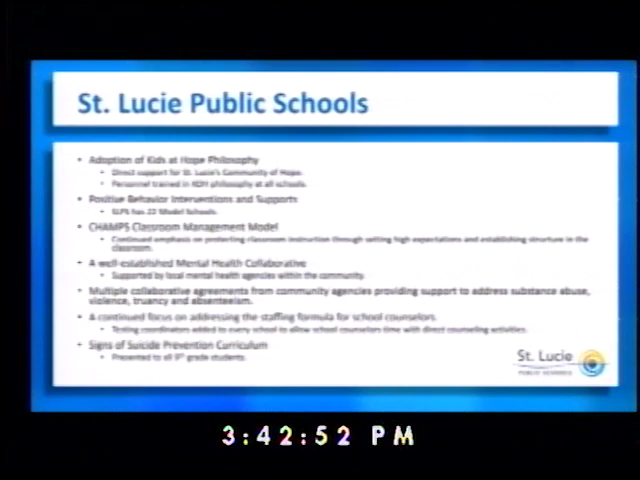 St. Lucie Public Schools
• Adoption of Kids at Hope Philosophy
• Direct support for St. Lucie's Community of Hope.
• Personnel trained in KOH philosophy at all schools.
• Positive Behavior Interventions and Supports
• SLPS has 22 Model Schools.
• CHAMPS Classroom Management Model
• Continued emphasis on protecting classroom instruction through setting high expectations and establishing structure in the
classroom.
• A well-established Mental Health Collaborative
• Supported by local mental health agencies within the community.
• Multiple collaborative agreements from community agencies providing support to address substance abuse,
violence, truancy and absenteeism.
• A continued focus on addressing the staffing formula for school counselors.
• Testing coordinators added to every school to allow school counselors time with direct counseling activities.
• Signs of Suicide Prevention Curriculum
• Presented to all 9th grade students.
St. Lucie
PUBLIC SCHOOLS
3:42:52 PM